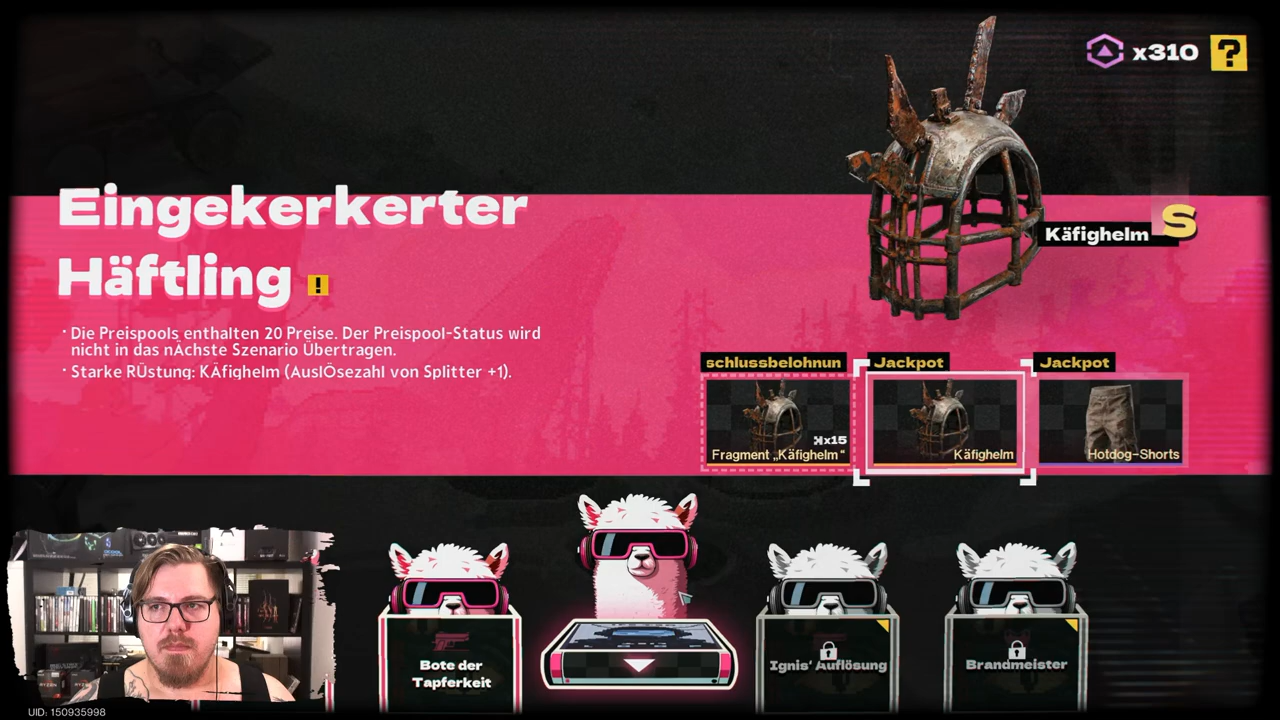 x310 ?
Eingekerkerter
Häftling !
· Die Preispools enthalten 20 Preise. Der Preispool-Status wird
nicht in das nÄchste Szenario Übertragen.
· Starke RÜstung: KÄfighelm (AuslÖsezahl von Splitter +1).
Käfighelm S
schlussbelohnun
Jackpot
Jackpot
x15
Fragment „Käfighelm“
Käfighelm
Hotdog-Shorts
Bote der
Tapferkeit
Ignis’ Auflösung
Brandmeister
UID: 150935998